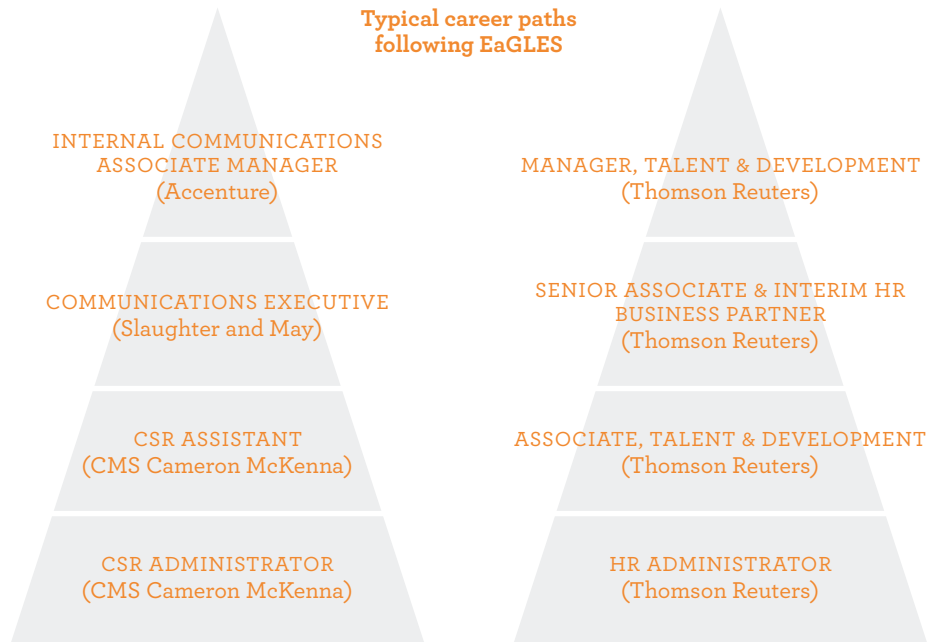 Typical career paths
following EaGLES
INTERNAL COMMUNICATIONS
ASSOCIATE MANAGER
(Accenture)
COMMUNICATIONS EXECUTIVE
(Slaughter and May)
CSR ASSISTANT
(CMS Cameron McKenna)
CSR ADMINISTRATOR
(CMS Cameron McKenna)
MANAGER, TALENT & DEVELOPMENT
(Thomson Reuters)
SENIOR ASSOCIATE & INTERIM HR
BUSINESS PARTNER
(Thomson Reuters)
ASSOCIATE, TALENT & DEVELOPMENT
(Thomson Reuters)
HR ADMINISTRATOR
(Thomson Reuters)